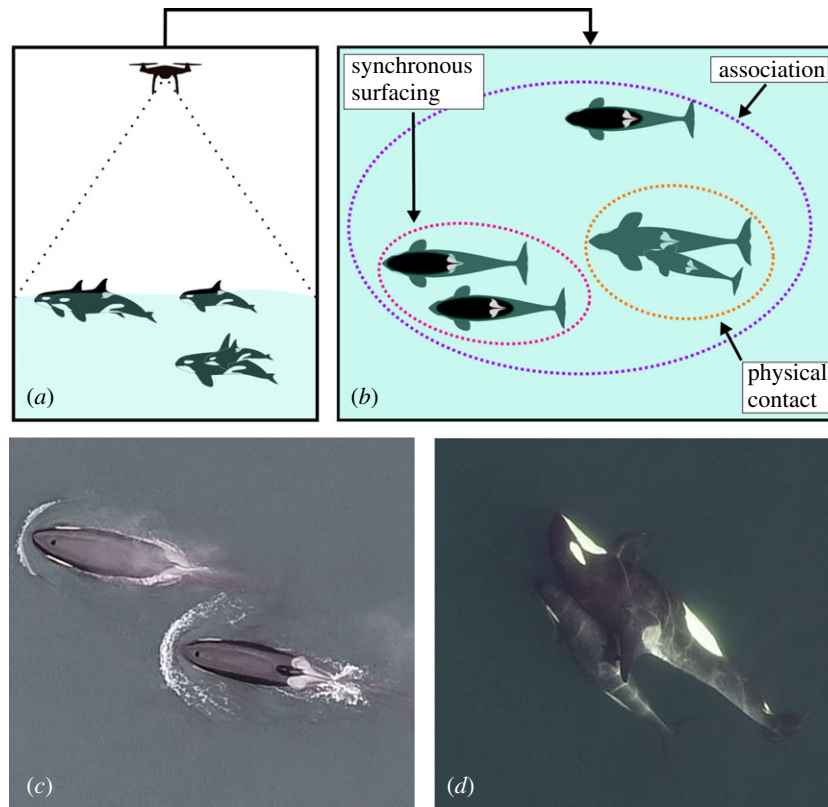 synchronous
surfacing
association
physical
contact
(a)
(b)
(c)
(d)